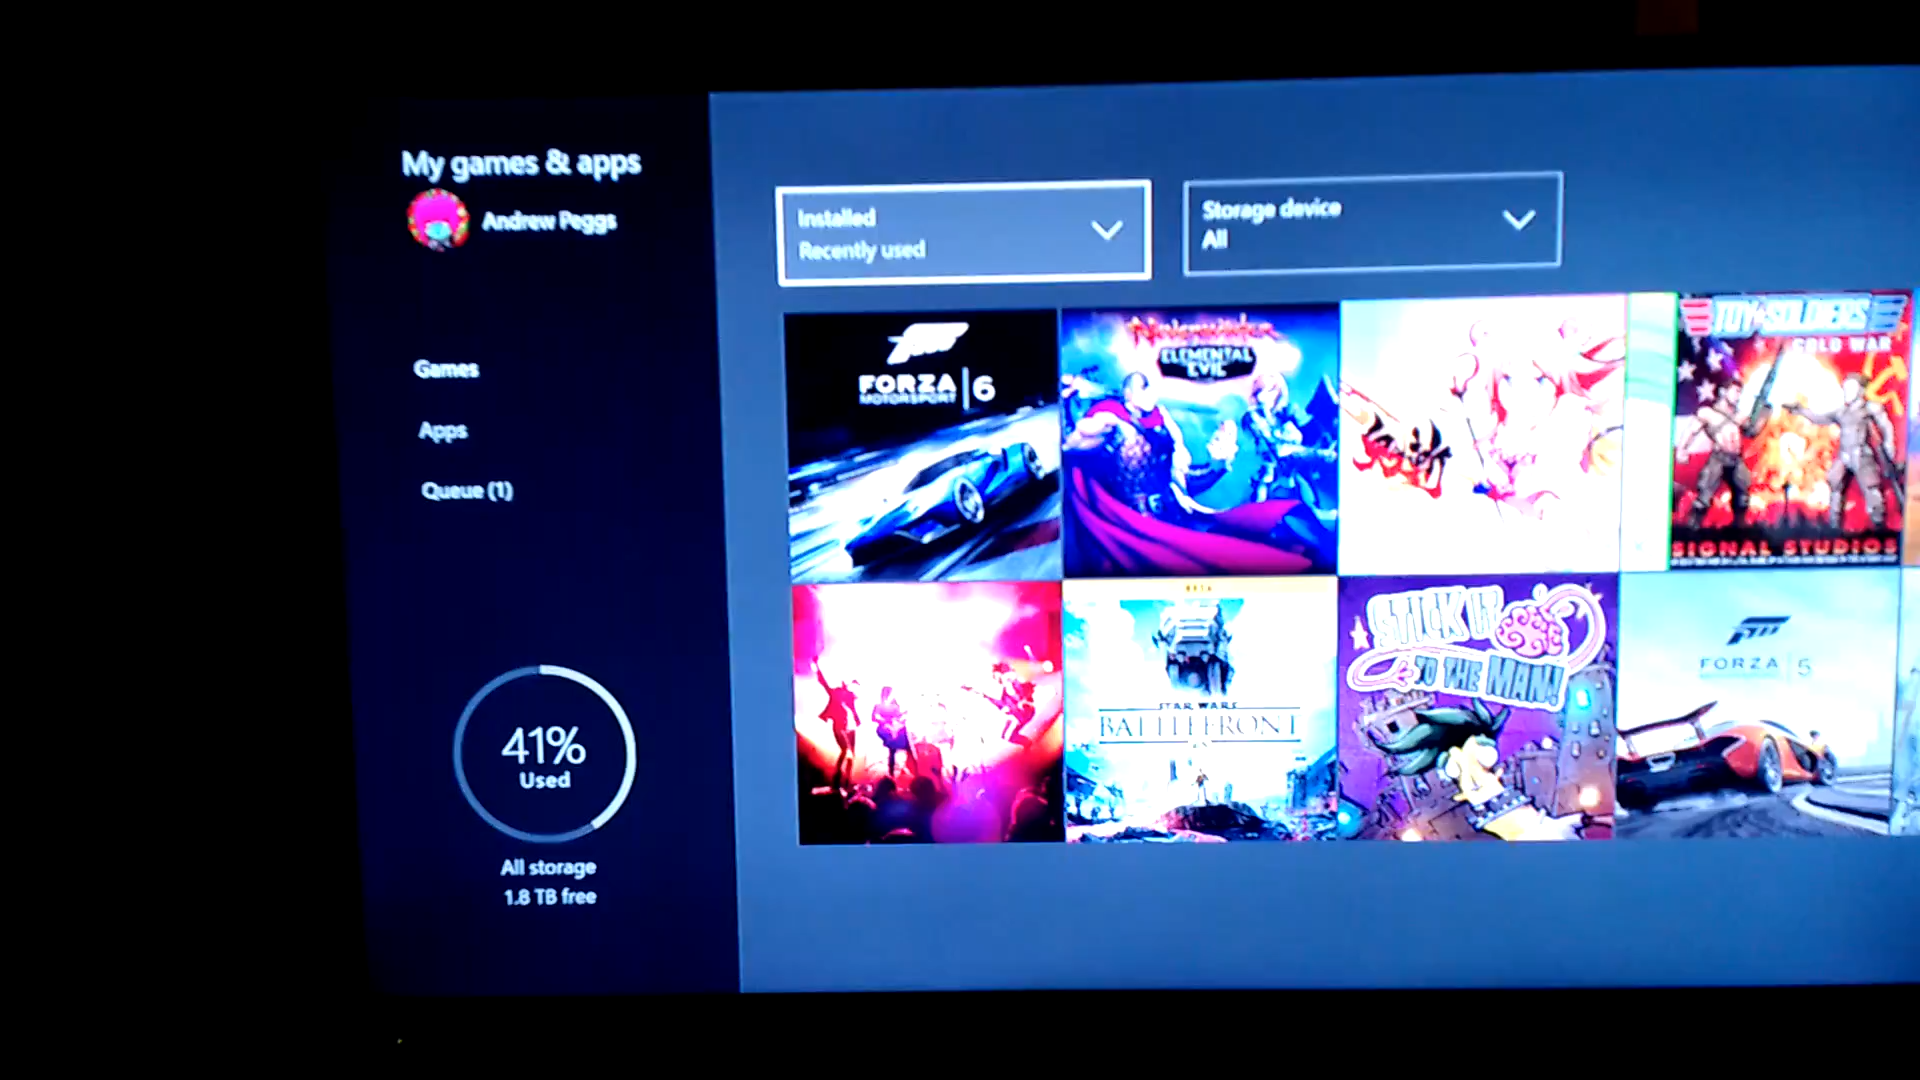 My games & apps
Andrew Peggs
Games
Apps
Queue (1)
41%
Used
All storage
1.8 TB free
Installed
Recently used
Storage device
All
FORZA 6
MOTORSPORT
Neverwinter
ELEMENTAL
EVIL
TOY SOLDIERS
COLD WAR
SIGNAL STUDIOS
BETA
STAR WARS
BATTLEFRONT
STICK IT
TO THE MAN!
FORZA 5